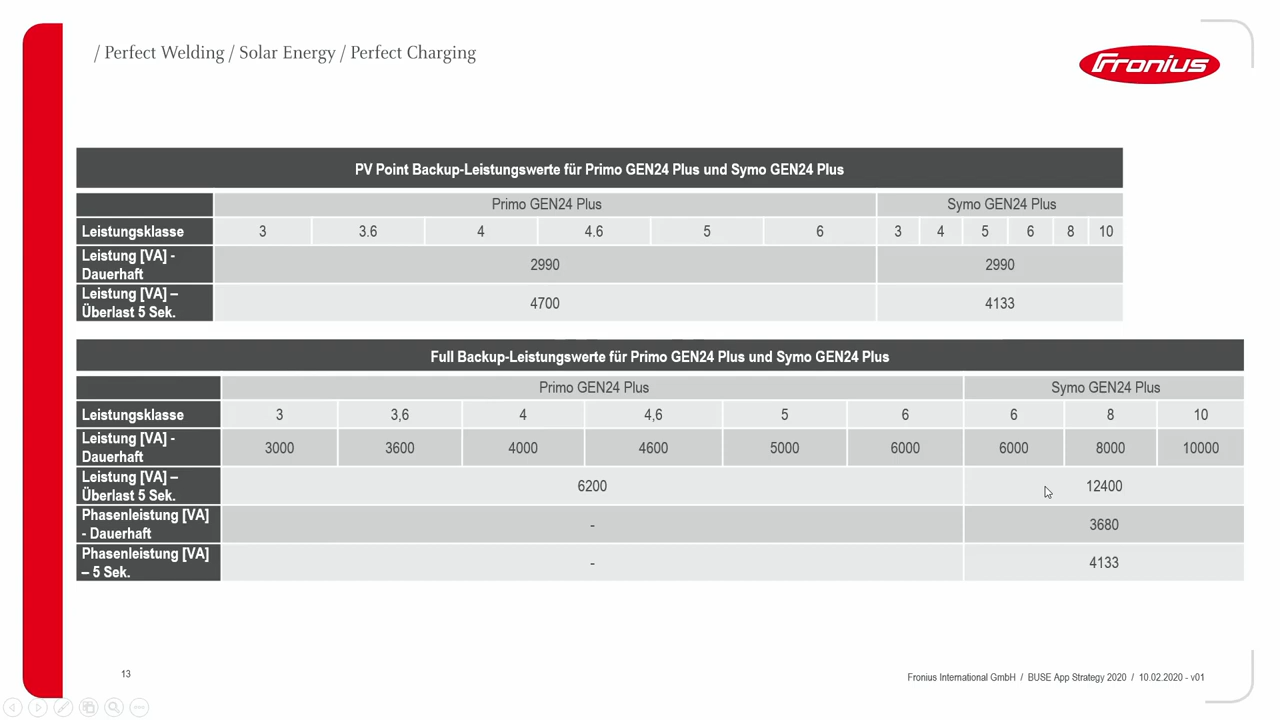 / Perfect Welding / Solar Energy / Perfect Charging
Fronius
PV Point Backup-Leistungswerte für Primo GEN24 Plus und Symo GEN24 Plus
Primo GEN24 Plus Symo GEN24 Plus
Leistungsklasse 3 3.6 4 4.6 5 6 3 4 5 6 8 10
Leistung [VA] -
Dauerhaft
2990 2990
Leistung [VA] –
Überlast 5 Sek.
4700 4133
Full Backup-Leistungswerte für Primo GEN24 Plus und Symo GEN24 Plus
Primo GEN24 Plus Symo GEN24 Plus
Leistungsklasse 3 3,6 4 4,6 5 6 6 8 10
Leistung [VA] -
Dauerhaft
3000 3600 4000 4600 5000 6000 6000 8000 10000
Leistung [VA] –
Überlast 5 Sek.
6200 12400
Phasenleistung [VA]
- Dauerhaft
- 3680
Phasenleistung [VA]
– 5 Sek.
- 4133
13
Fronius International GmbH / BUSE App Strategy 2020 / 10.02.2020 - v01